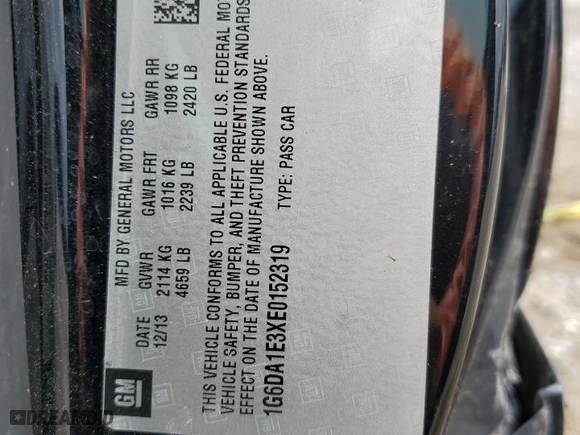 GM
MFD BY GENERAL MOTORS LLC
DATE GVWR GAWR FRT GAWR RR
12/13 2114 KG 1016 KG 1098 KG
4659 LB 2239 LB 2420 LB
THIS VEHICLE CONFORMS TO ALL APPLICABLE U.S. FEDERAL
VEHICLE SAFETY, BUMPER, AND THEFT PREVENTION STANDARDS
EFFECT ON THE DATE OF MANUFACTURE SHOWN ABOVE.
1G6DA1E3XE0152319 TYPE: PASS CAR